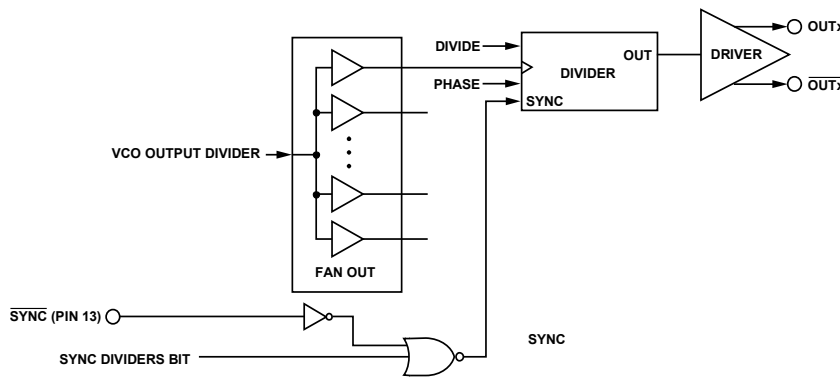 DIVIDE
OUTx
OUT
DIVIDER
DRIVER
PHASE
OUTx
SYNC
VCO OUTPUT DIVIDER
FAN OUT
SYNC (PIN 13)
SYNC
SYNC DIVIDERS BIT